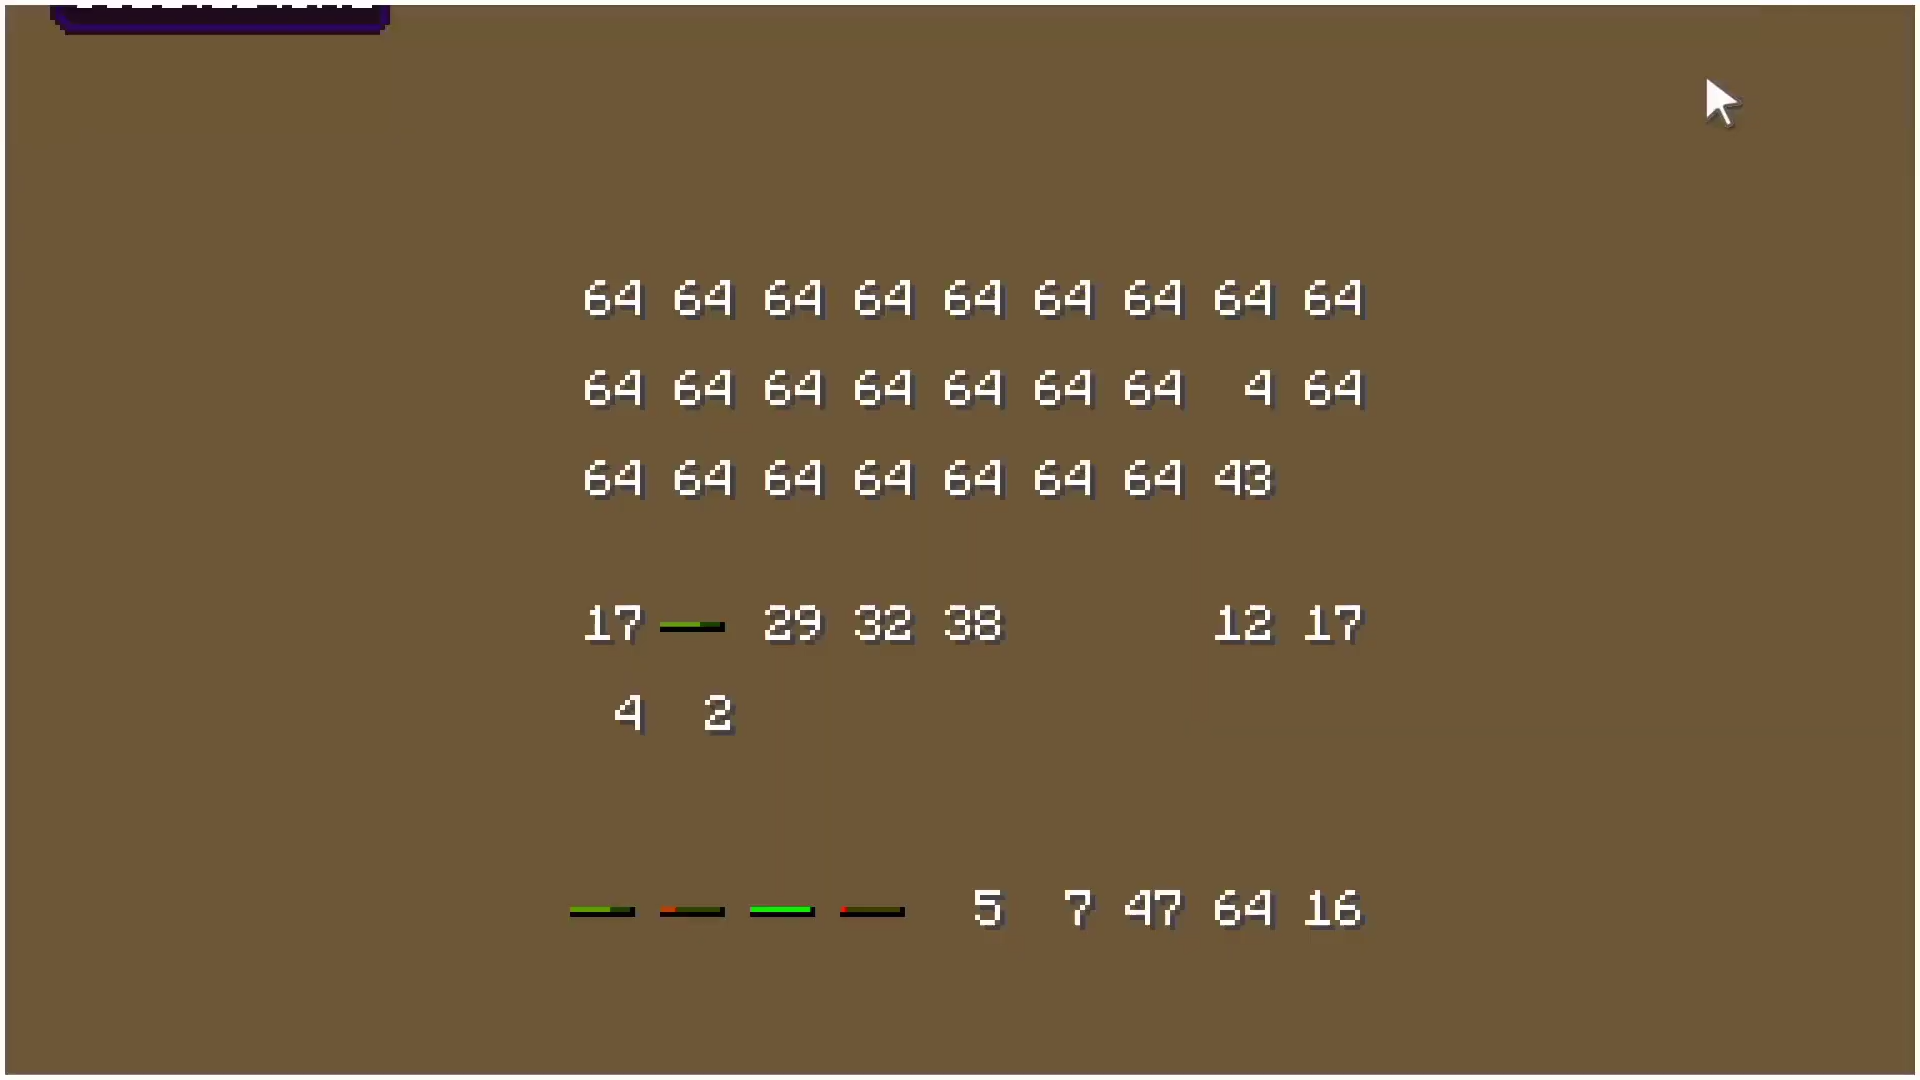 64 64 64 64 64 64 64 64 64
64 64 64 64 64 64 64 4 64
64 64 64 64 64 64 64 43
17 29 32 38 12 17
4 2
5 7 47 64 16